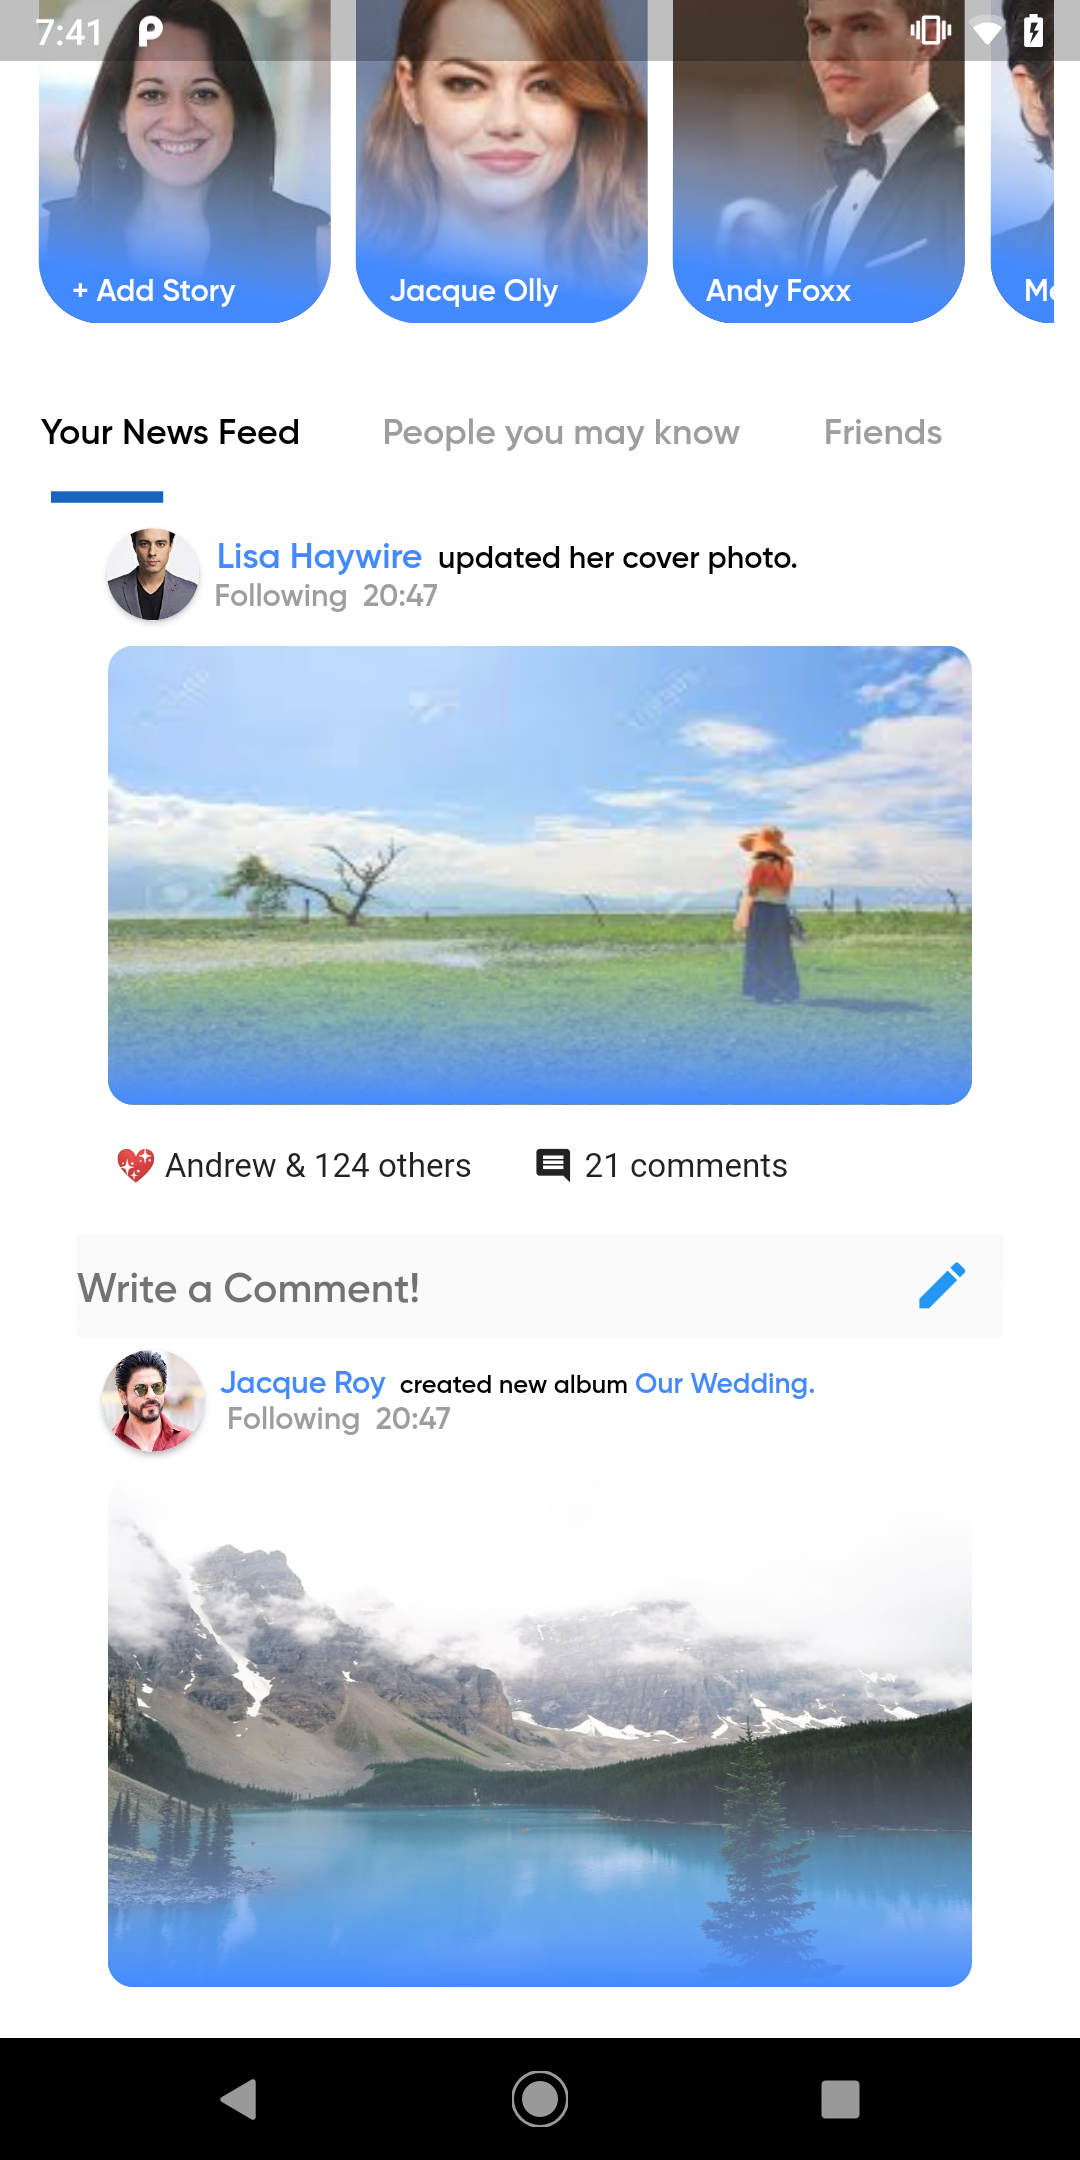 7:41
+ Add Story
Jacque Olly
Andy Foxx
Your News Feed
People you may know
Friends
Lisa Haywire updated her cover photo.
Following 20:47
Andrew & 124 others
21 comments
Write a Comment!
Jacque Roy created new album Our Wedding.
Following 20:47